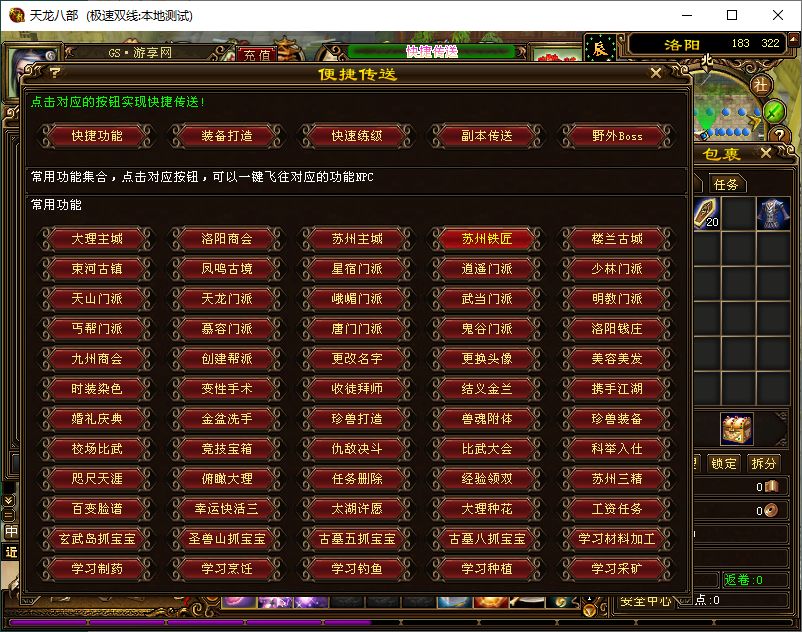 天龙八部 (极速双线:本地测试)
GS·游享网
充值
快捷传送
辰
洛阳 183 322
北
社
? 便捷传送
点击对应的按钮实现快捷传送!
快捷功能 装备打造 快速练级 副本传送 野外Boss
常用功能集合，点击对应按钮，可以一键飞往对应的功能NPC
常用功能
大理主城 洛阳商会 苏州主城 苏州铁匠 楼兰古城
束河古镇 凤鸣古境 星宿门派 逍遥门派 少林门派
天山门派 天龙门派 峨嵋门派 武当门派 明教门派
丐帮门派 慕容门派 唐门门派 鬼谷门派 洛阳钱庄
九州商会 创建帮派 更改名字 更换头像 美容美发
时装染色 变性手术 收徒拜师 结义金兰 携手江湖
婚礼庆典 金盆洗手 珍兽打造 兽魂附体 珍兽装备
校场比武 竞技宝箱 仇敌决斗 比武大会 科举入仕
咫尺天涯 俯瞰大理 任务删除 经验领双 苏州三精
百变脸谱 幸运快活三 太湖许愿 大理种花 工资任务
玄武岛抓宝宝 圣兽山抓宝宝 古墓五抓宝宝 古墓八抓宝宝 学习材料加工
学习制药 学习烹饪 学习钓鱼 学习种植 学习采矿
?
包裹
任务
20
锁定 拆分
0
0
返卷:0
安全中心 点:0
中
近